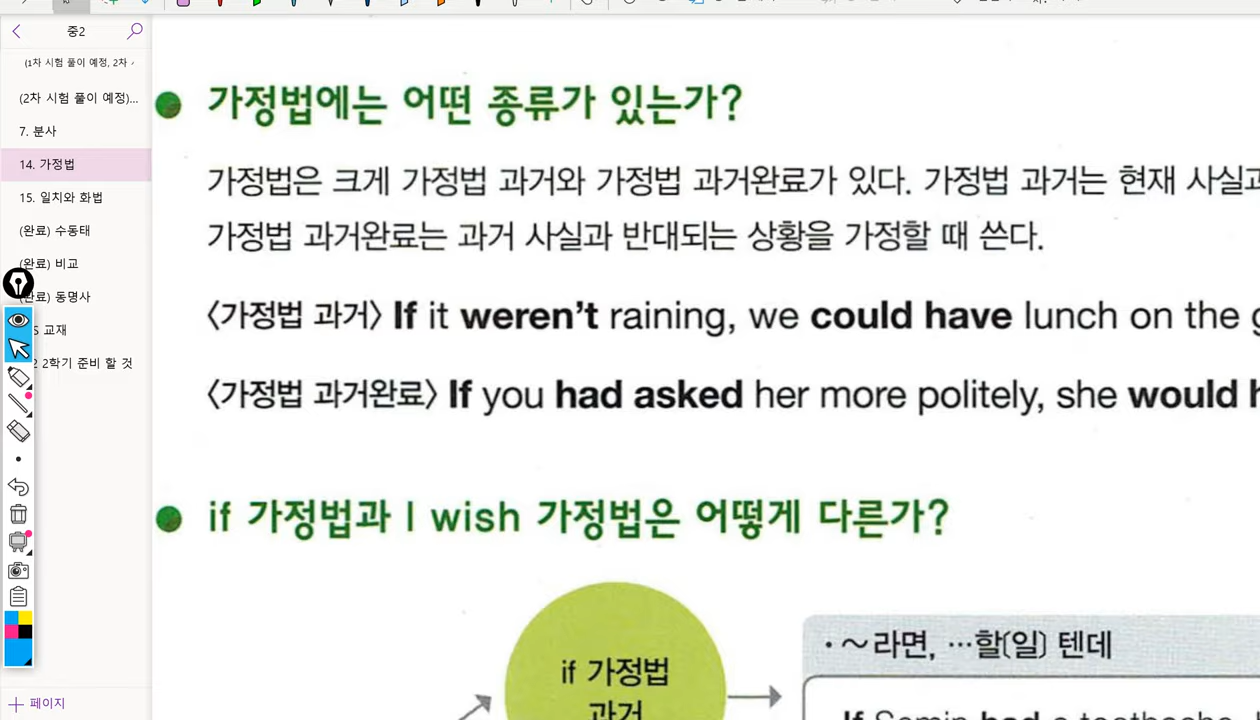 중2
(1차 시험 풀이 예정, 2차
(2차 시험 풀이 예정)...
7. 분사
14. 가정법
15. 일치와 화법
(완료) 수동태
(완료) 비교
료) 동명사
교재
2 2학기 준비 할 것
페이지
가정법에는 어떤 종류가 있는가?
가정법은 크게 가정법 과거와 가정법 과거완료가 있다. 가정법 과거는 현재 사실과
가정법 과거완료는 과거 사실과 반대되는 상황을 가정할 때 쓴다.
〈가정법 과거〉 If it weren't raining, we could have lunch on the
〈가정법 과거완료〉 If you had asked her more politely, she would
if 가정법과 I wish 가정법은 어떻게 다른가?
if 가정법
과거
· ~라면, …할(일) 텐데
If Somin had a toothache,